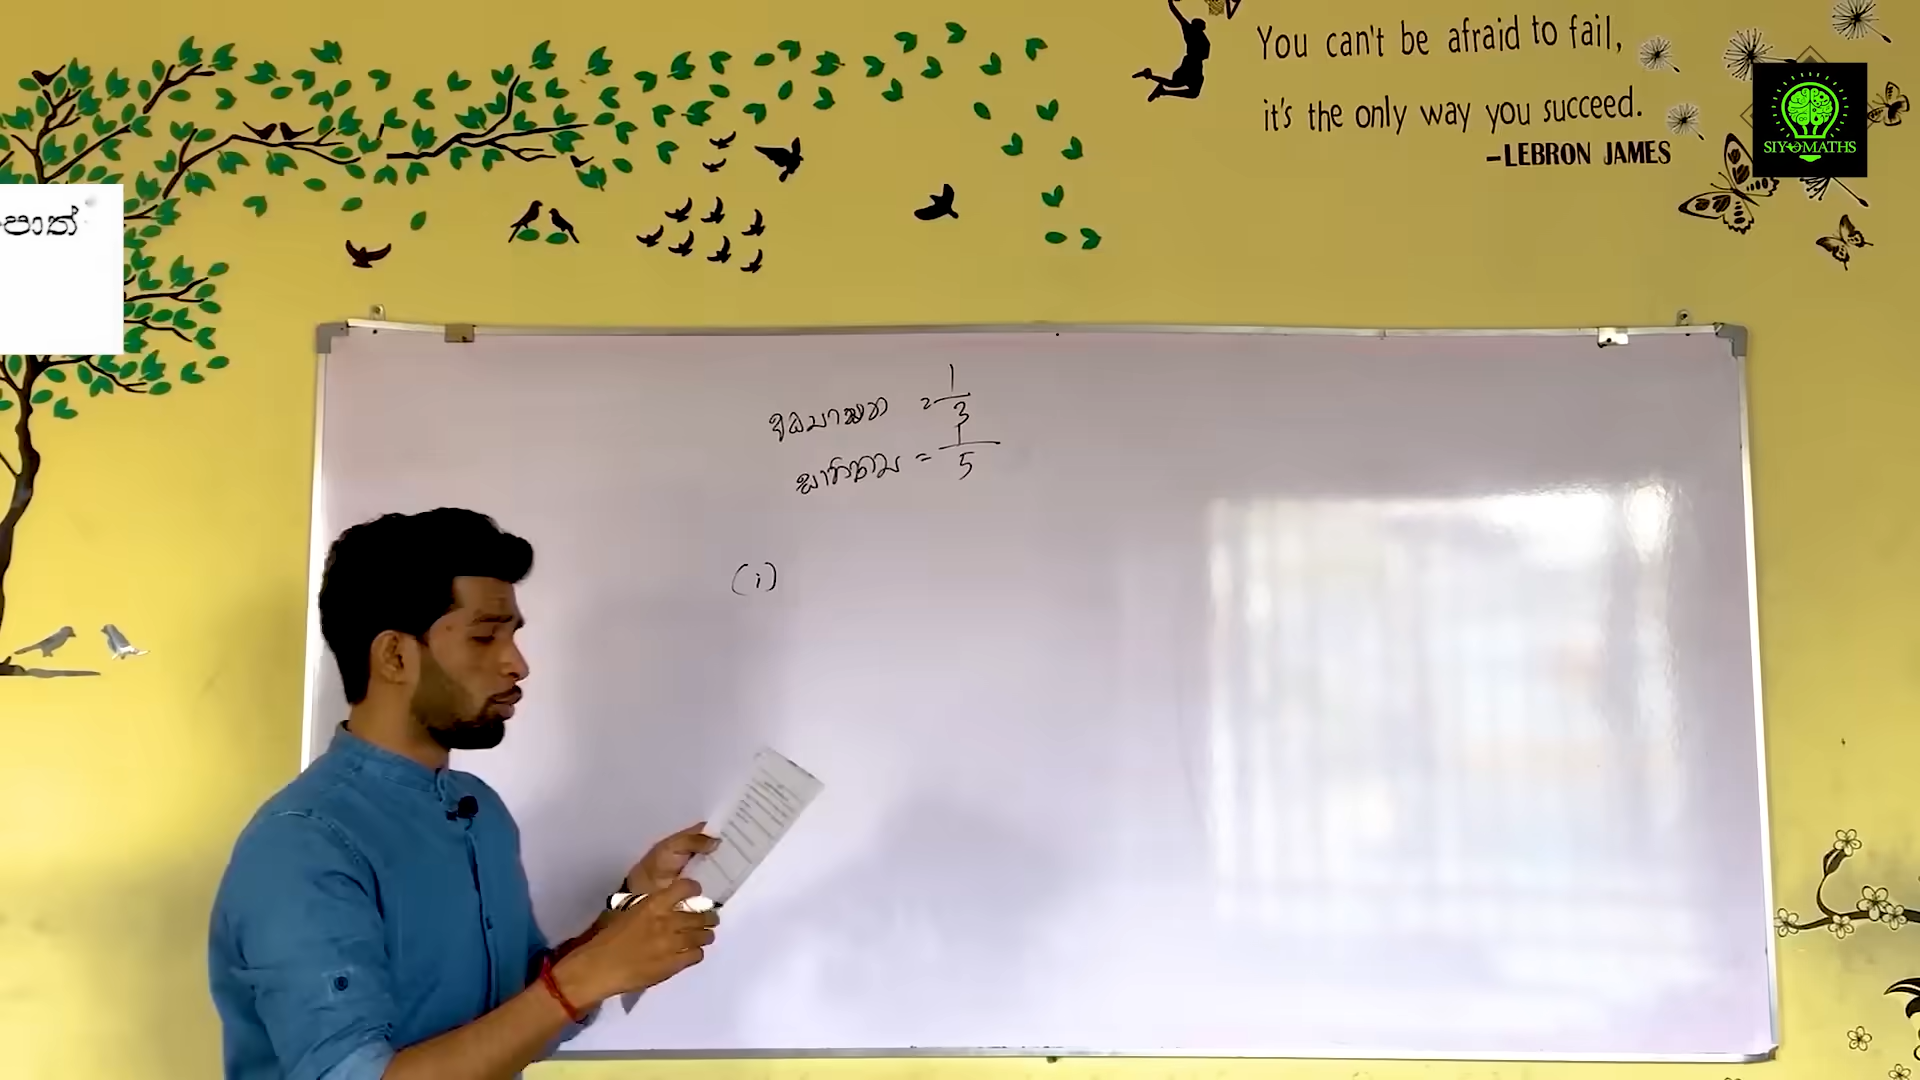 You can't be afraid to fail,
it's the only way you succeed.
-LEBRON JAMES
SIYOMATHS
පොත්
= 1/3
= 1/5
(i)